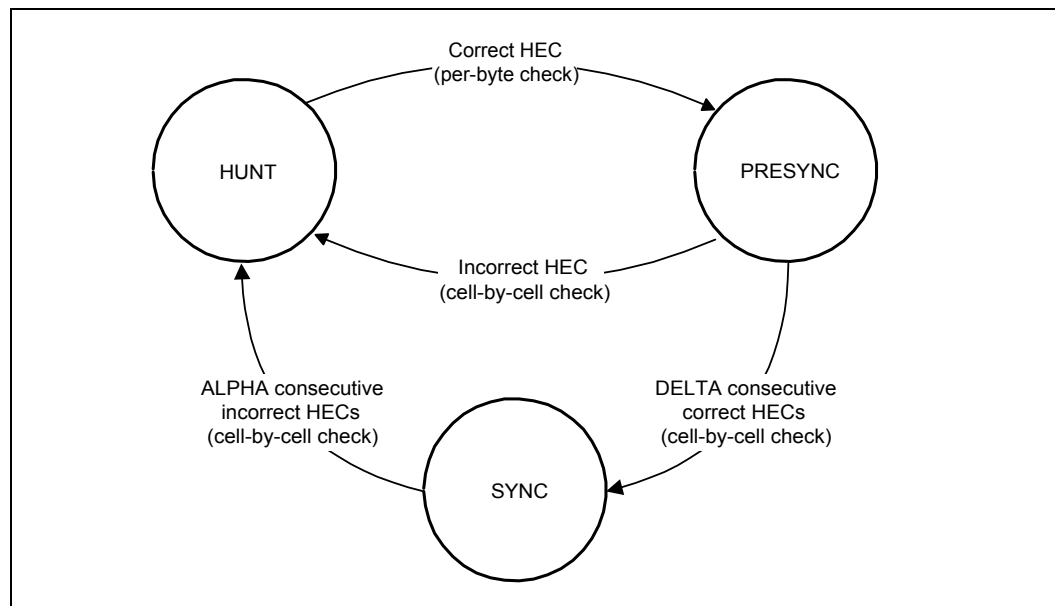 Correct HEC
(per-byte check)
HUNT
PRESYNC
Incorrect HEC
(cell-by-cell check)
ALPHA consecutive
incorrect HECs
(cell-by-cell check)
DELTA consecutive
correct HECs
(cell-by-cell check)
SYNC